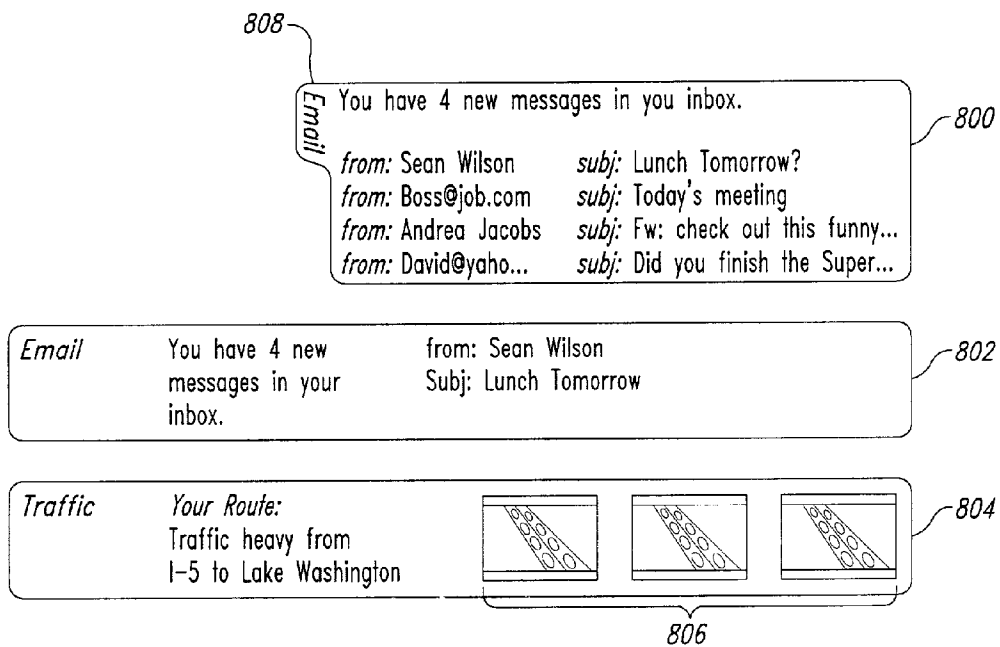 808
Email
You have 4 new messages in you inbox.
800
from: Sean Wilson subj: Lunch Tomorrow?
from: Boss@job.com subj: Today's meeting
from: Andrea Jacobs subj: Fw: check out this funny...
from: David@yaho... subj: Did you finish the Super...
Email You have 4 new from: Sean Wilson 802
messages in your Subj: Lunch Tomorrow
inbox.
Traffic Your Route: 804
Traffic heavy from
I-5 to Lake Washington
806